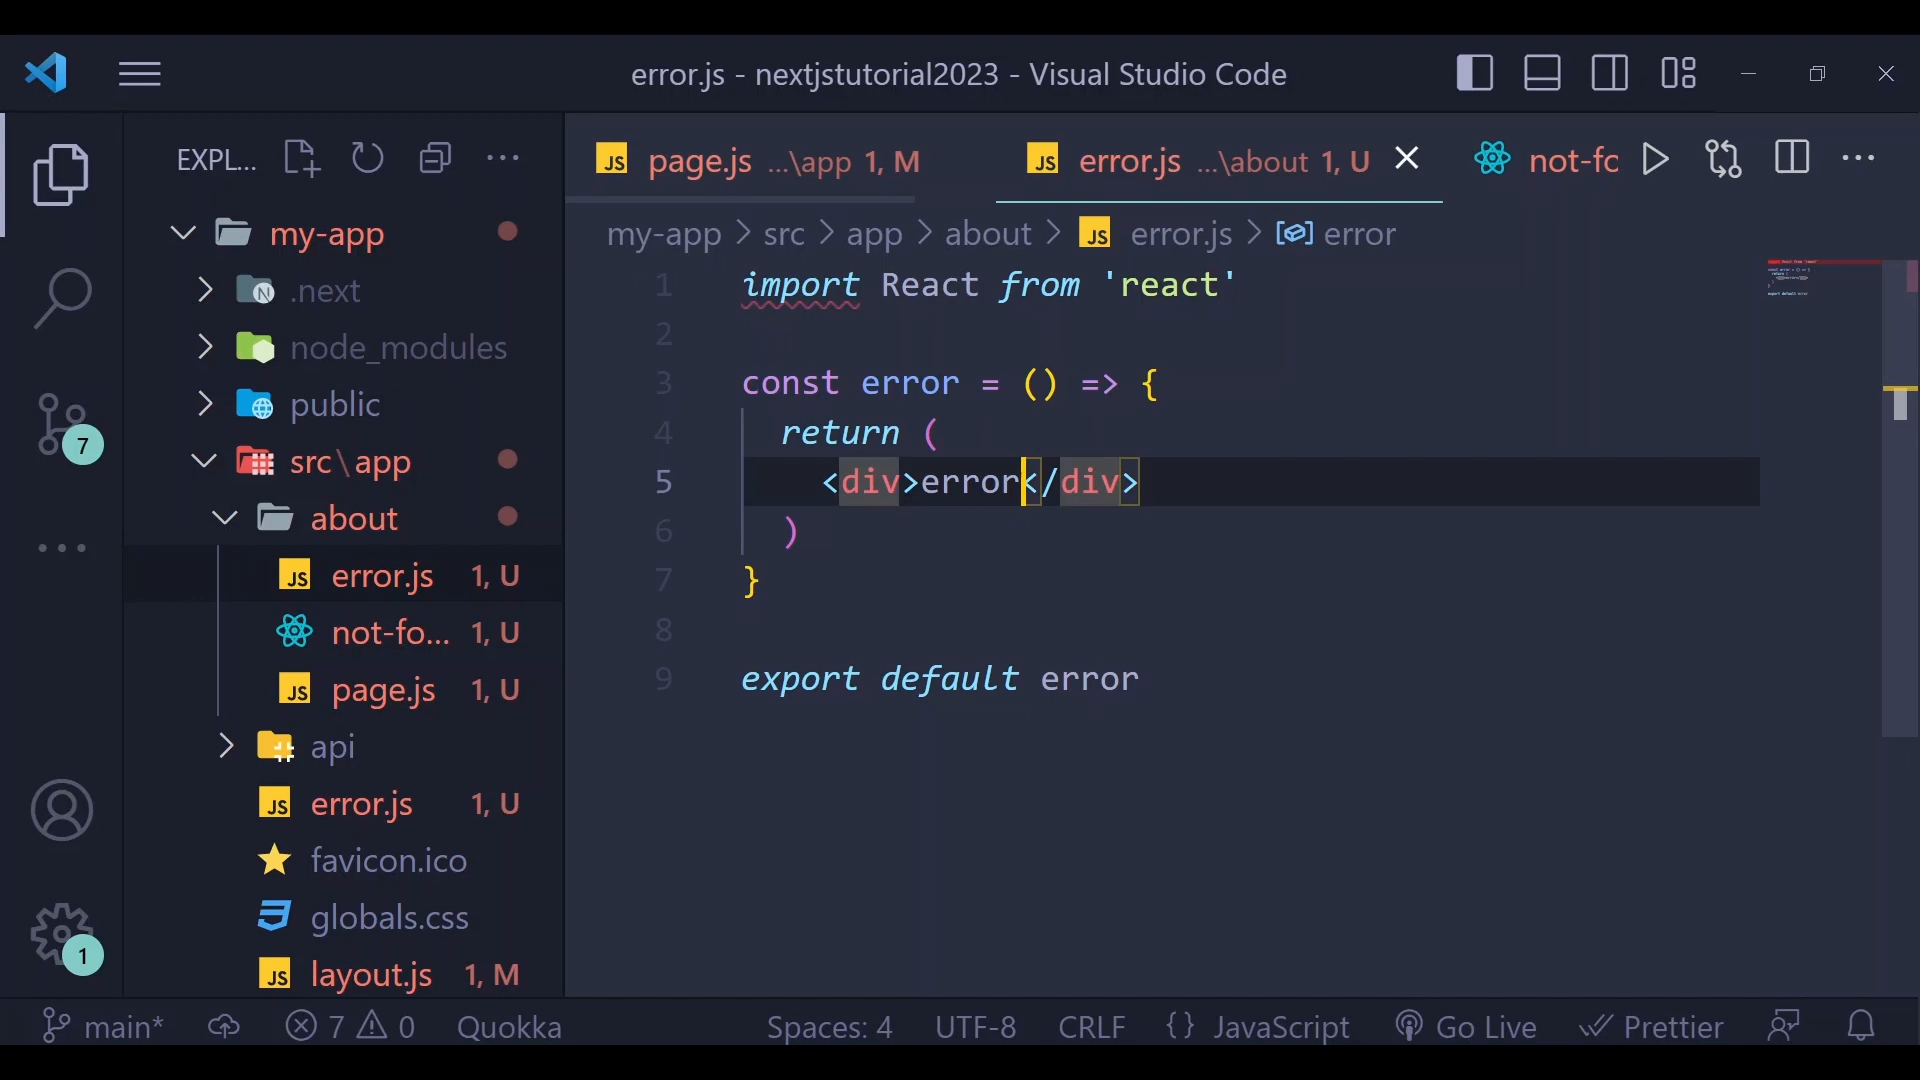 error.js - nextjstutorial2023 - Visual Studio Code
EXPL...
page.js ...\app 1, M
error.js ...\about 1, U
not-fc
my-app > src > app > about > error.js > error
my-app
.next
node_modules
public
src\app
about
error.js 1, U
not-fo... 1, U
page.js 1, U
api
error.js 1, U
favicon.ico
globals.css
layout.js 1, M
7
1
1 import React from 'react'
2
3 const error = () => {
4 return (
5 <div>error</div>
6 )
7 }
8
9 export default error
main* 7 0 Quokka Spaces: 4 UTF-8 CRLF {} JavaScript Go Live Prettier